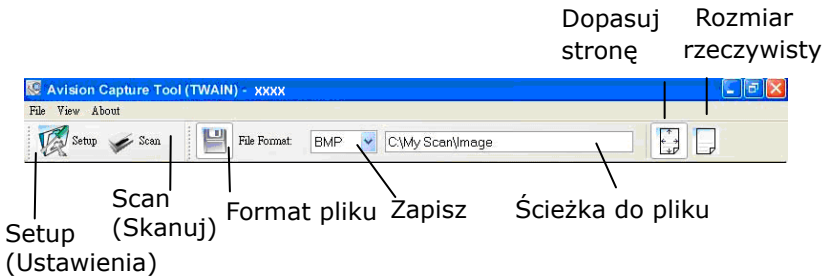 Dopasuj stronę
Rozmiar rzeczywisty
Avision Capture Tool (TWAIN) - xxxx
File View About
Setup Scan File Format: BMP C:\My Scan\Image
Setup (Ustawienia)
Scan (Skanuj)
Format pliku
Zapisz
Ścieżka do pliku